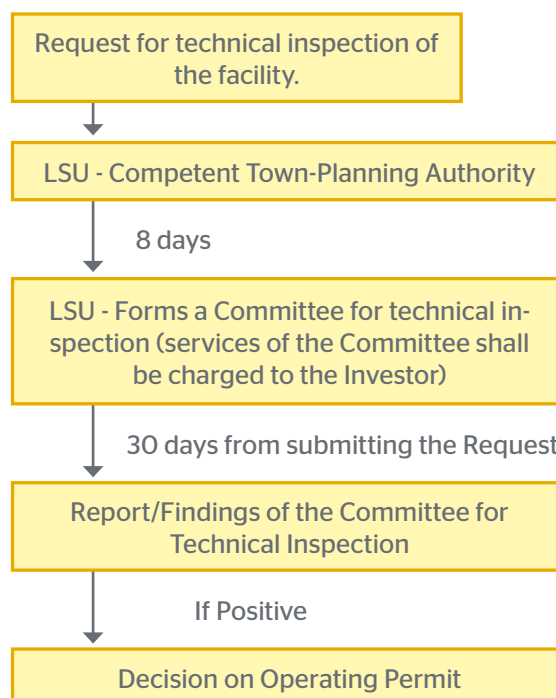 Request for technical inspection of
the facility.
LSU - Competent Town-Planning Authority
8 days
LSU - Forms a Committee for technical in-
spection (services of the Committee shall
be charged to the Investor)
30 days from submitting the Request
Report/Findings of the Committee for
Technical Inspection
If Positive
Decision on Operating Permit